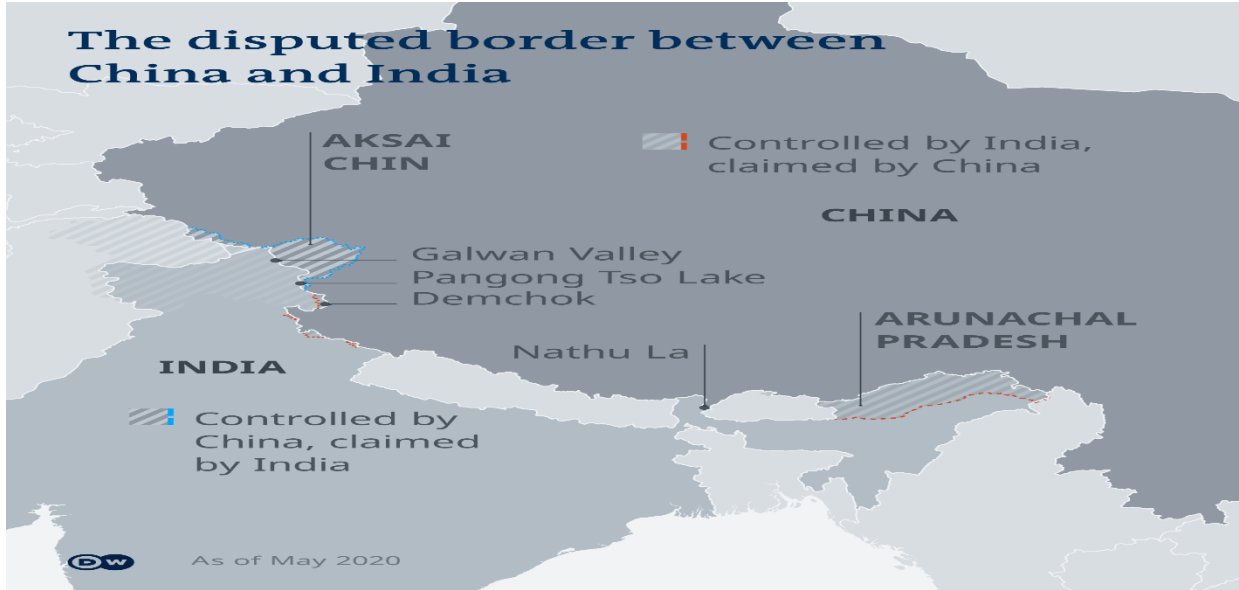 The disputed border between
China and India
AKSAI
CHIN
Controlled by India,
claimed by China
CHINA
Galwan Valley
Pangong Tso Lake
Demchok
ARUNACHAL
PRADESH
Nathu La
INDIA
Controlled by
China, claimed
by India
DW
As of May 2020